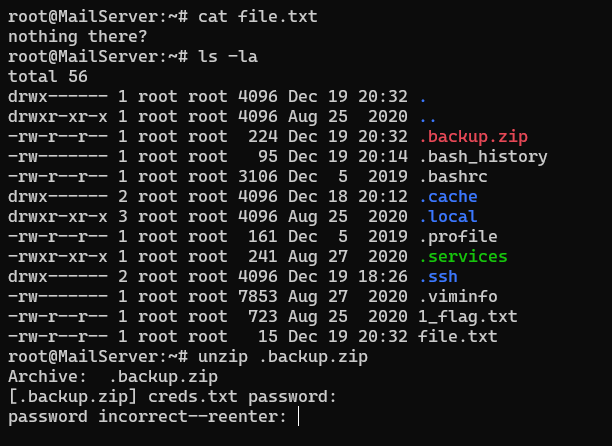 root@MailServer:~# cat file.txt
nothing there?
root@MailServer:~# ls -la
total 56
drwx------ 1 root root 4096 Dec 19 20:32 .
drwxr-xr-x 1 root root 4096 Aug 25  2020 ..
-rw-r--r-- 1 root root  224 Dec 19 20:32 .backup.zip
-rw------- 1 root root   95 Dec 19 20:14 .bash_history
-rw-r--r-- 1 root root 3106 Dec  5  2019 .bashrc
drwx------ 2 root root 4096 Dec 18 20:12 .cache
drwxr-xr-x 3 root root 4096 Aug 25  2020 .local
-rw-r--r-- 1 root root  161 Dec  5  2019 .profile
-rwxr-xr-x 1 root root  241 Aug 27  2020 .services
drwx------ 2 root root 4096 Dec 19 18:26 .ssh
-rw------- 1 root root 7853 Aug 27  2020 .viminfo
-rw-r--r-- 1 root root  723 Aug 25  2020 1_flag.txt
-rw-r--r-- 1 root root   15 Dec 19 20:32 file.txt
root@MailServer:~# unzip .backup.zip
Archive:  .backup.zip
[.backup.zip] creds.txt password:
password incorrect--reenter: